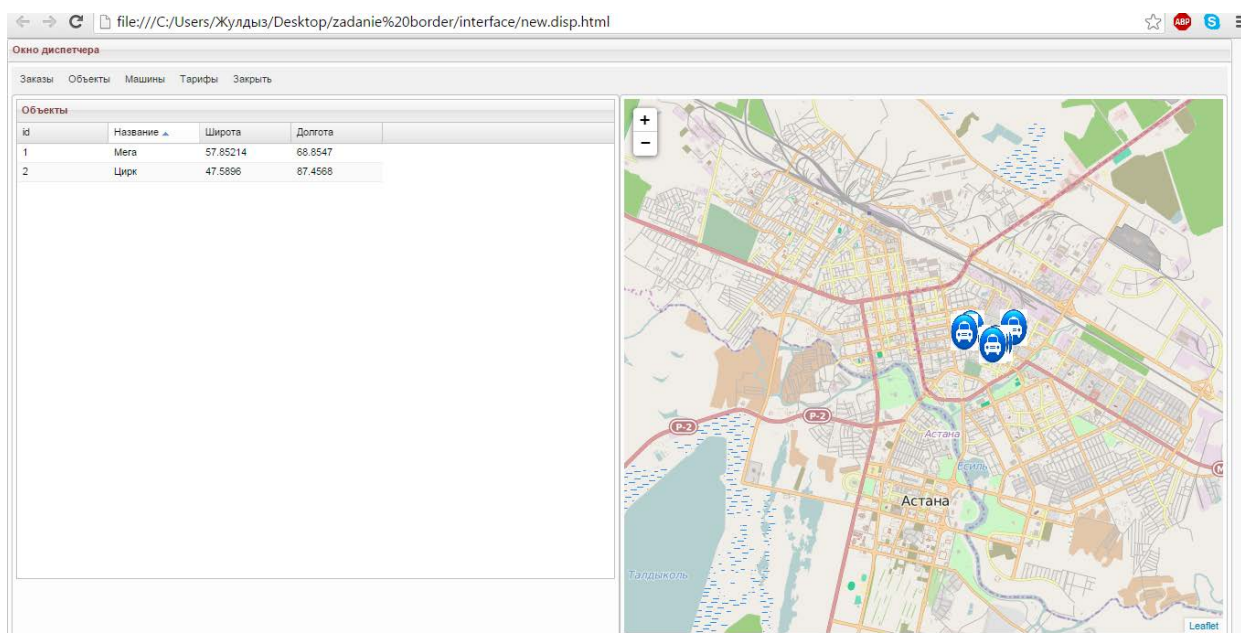 file:///C:/Users/Жулдыз/Desktop/zadanie%20border/interface/new.disp.html
ABP
S
Окно диспетчера
Заказы Объекты Машины Тарифы Закрыть
Объекты
id Название Широта Долгота
1 Мега 57.85214 68.8547
2 Цирк 47.5896 87.4568
+
−
Р-2
Р-2
Астана
Есиль
М
Астана
Талдыколь
Leaflet